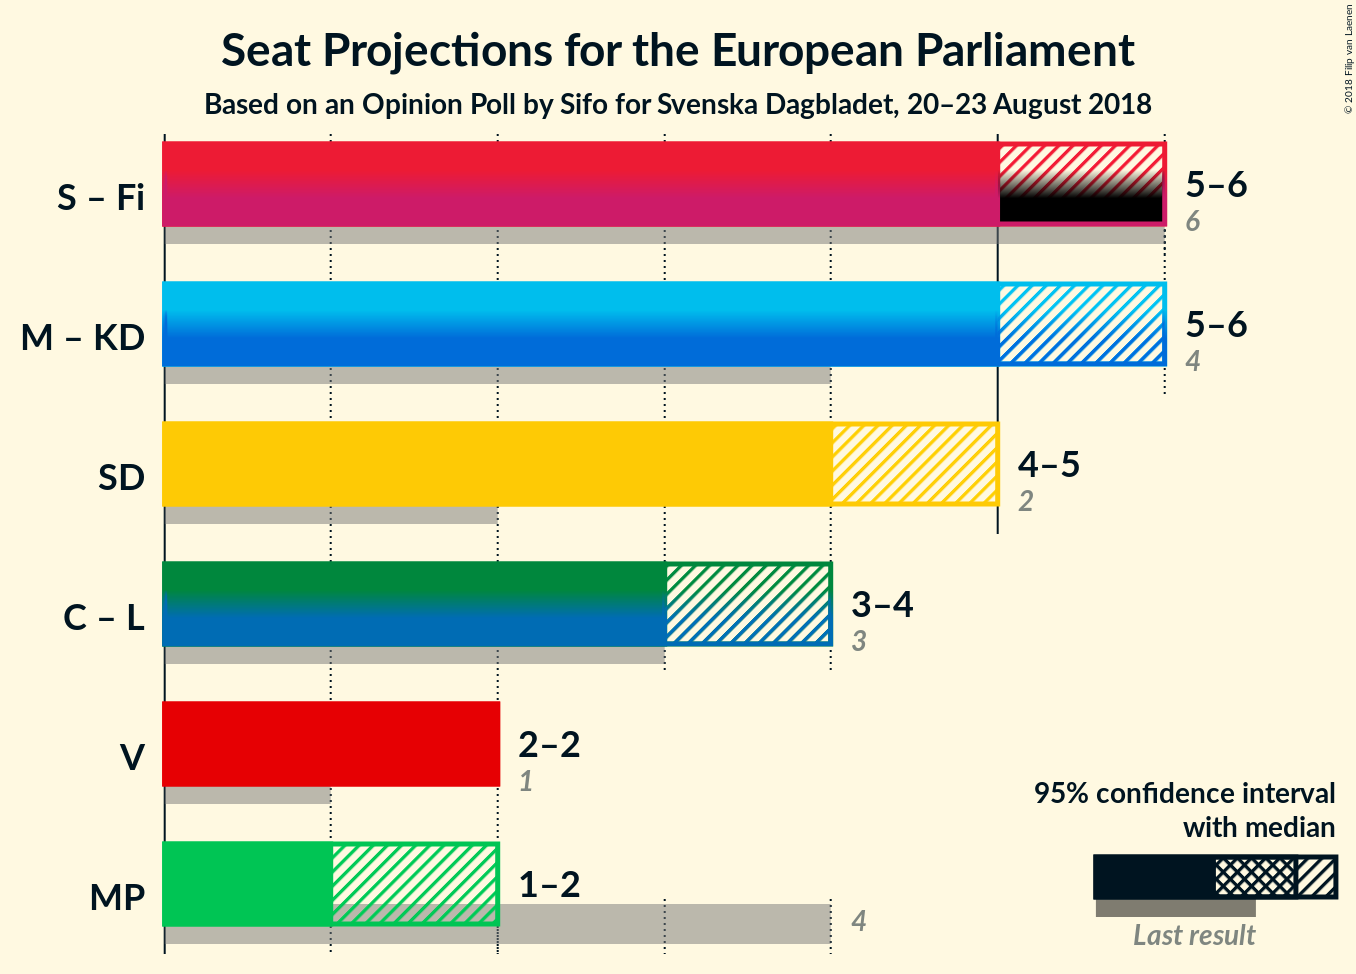 Seat Projections for the European Parliament
Based on an Opinion Poll by Sifo for Svenska Dagbladet, 20–23 August 2018
© 2018 Filip van Laenen
S – Fi
5–6
6
M – KD
5–6
4
SD
4–5
2
C – L
3–4
3
V
2–2
1
MP
1–2
4
95% confidence interval
with median
Last result